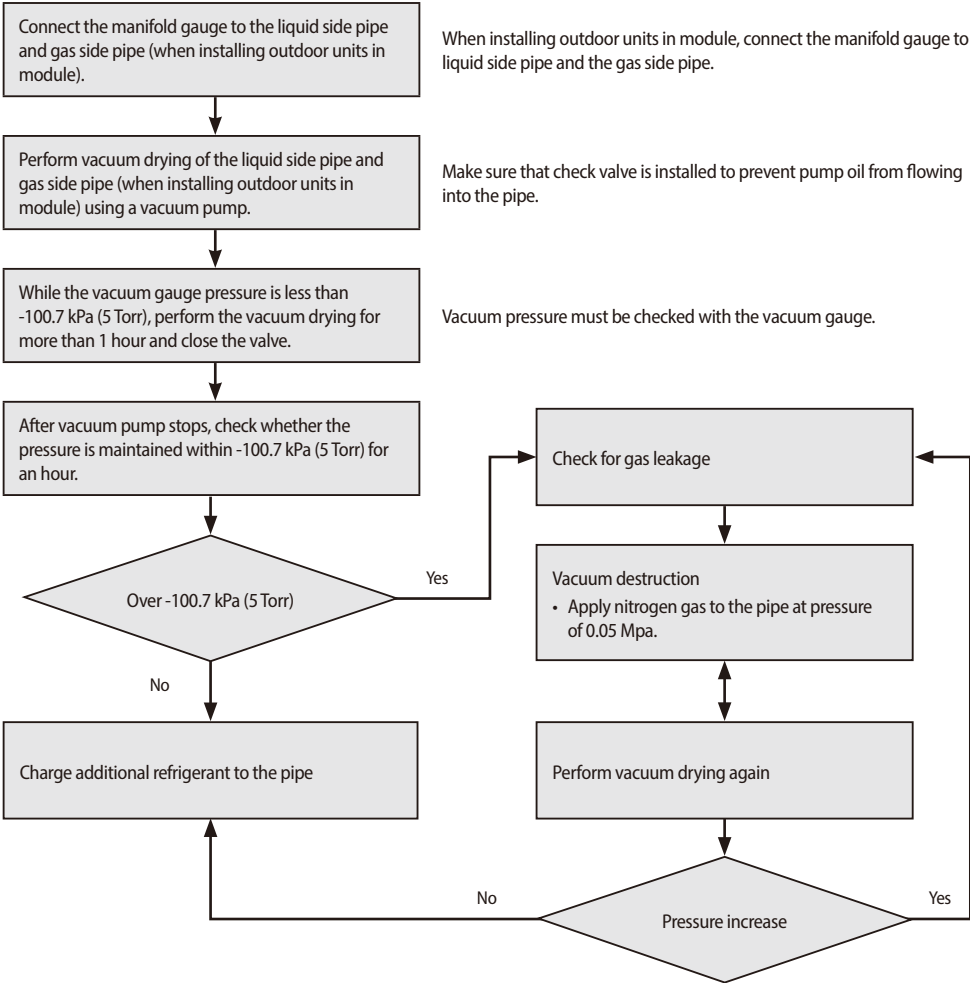 Connect the manifold gauge to the liquid side pipe
and gas side pipe (when installing outdoor units in
module).
When installing outdoor units in module, connect the manifold gauge to
liquid side pipe and the gas side pipe.
Perform vacuum drying of the liquid side pipe and
gas side pipe (when installing outdoor units in
module) using a vacuum pump.
Make sure that check valve is installed to prevent pump oil from flowing
into the pipe.
While the vacuum gauge pressure is less than
-100.7 kPa (5 Torr), perform the vacuum drying for
more than 1 hour and close the valve.
Vacuum pressure must be checked with the vacuum gauge.
After vacuum pump stops, check whether the
pressure is maintained within -100.7 kPa (5 Torr) for
an hour.
Over -100.7 kPa (5 Torr)
Yes
No
Check for gas leakage
Vacuum destruction
• Apply nitrogen gas to the pipe at pressure
of 0.05 Mpa.
Charge additional refrigerant to the pipe
Perform vacuum drying again
Pressure increase
No
Yes